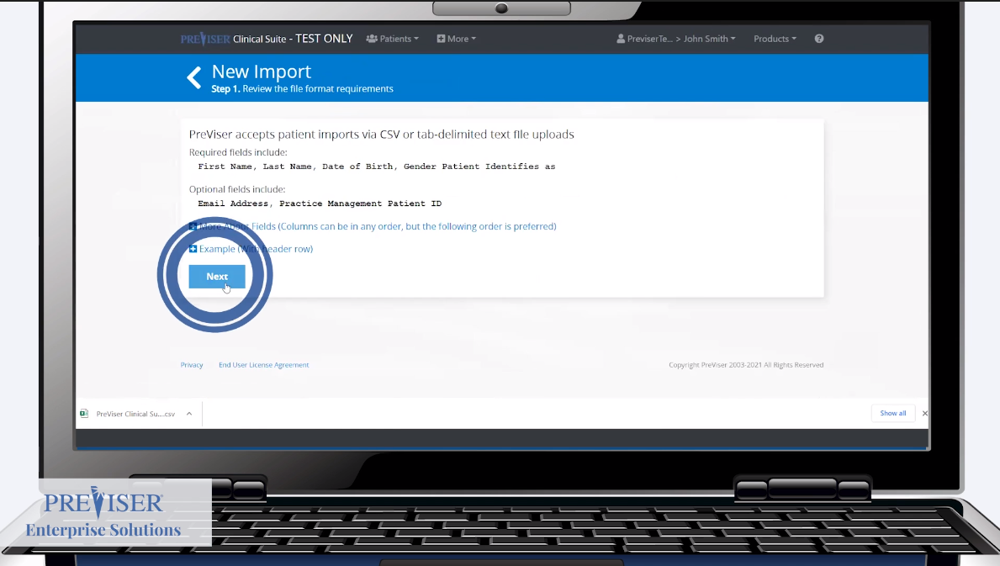 PREVISER Clinical Suite - TEST ONLY Patients More PreviserTe... > John Smith Products ?
New Import
Step 1. Review the file format requirements
PreViser accepts patient imports via CSV or tab-delimited text file uploads
Required fields include:
First Name, Last Name, Date of Birth, Gender Patient Identifies as
Optional fields include:
Email Address, Practice Management Patient ID
More About Fields (Columns can be in any order, but the following order is preferred)
Example (With header row)
Next
Privacy End User License Agreement Copyright PreViser 2003-2021 All Rights Reserved
PreViser Clinical Su....csv Show all
PREVISER
Enterprise Solutions